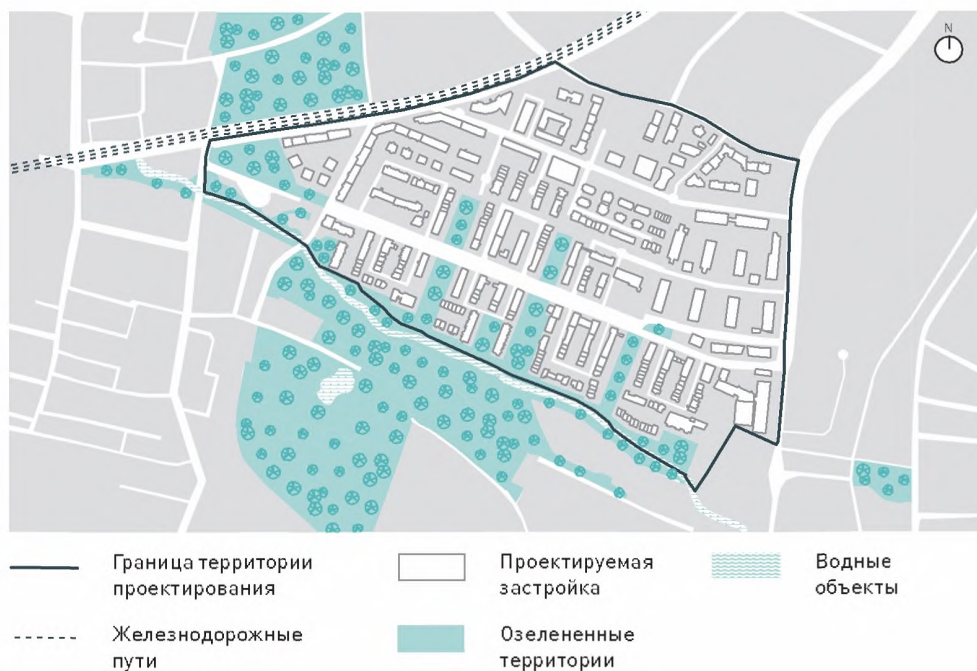 N
Граница территории
проектирования
Проектируемая
застройка
Водные
объекты
Железнодорожные
пути
Озелененные
территории